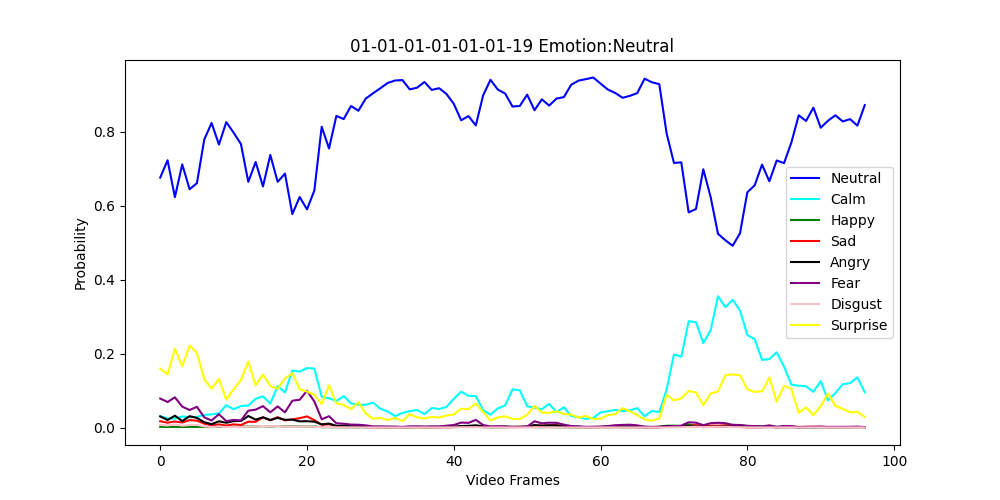 01-01-01-01-01-01-19 Emotion:Neutral
Probability
0.8
0.6
0.4
0.2
0.0
0 20 40 60 80 100
Video Frames
Neutral
Calm
Happy
Sad
Angry
Fear
Disgust
Surprise